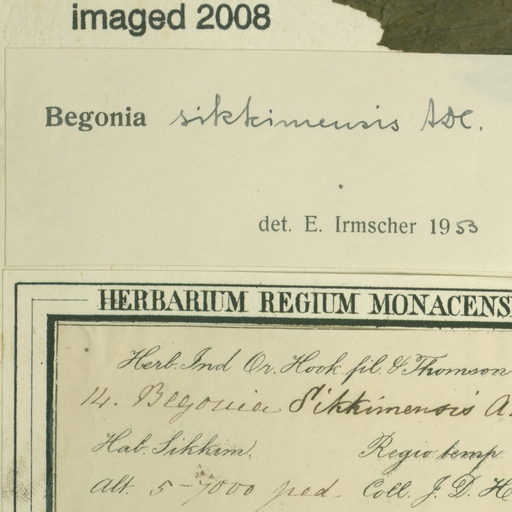 imaged 2008
Begonia sikkimensis ADC.
det. E. Irmscher 1953
HERBARIUM REGIUM MONACENS
Herb. Ind Or. Hook. fil. & Thomson
14. Begonia Sikkimensis A.
Hab. Sikkim. Regio temp.
Alt. 5-7000 ped. Coll. J. D. H